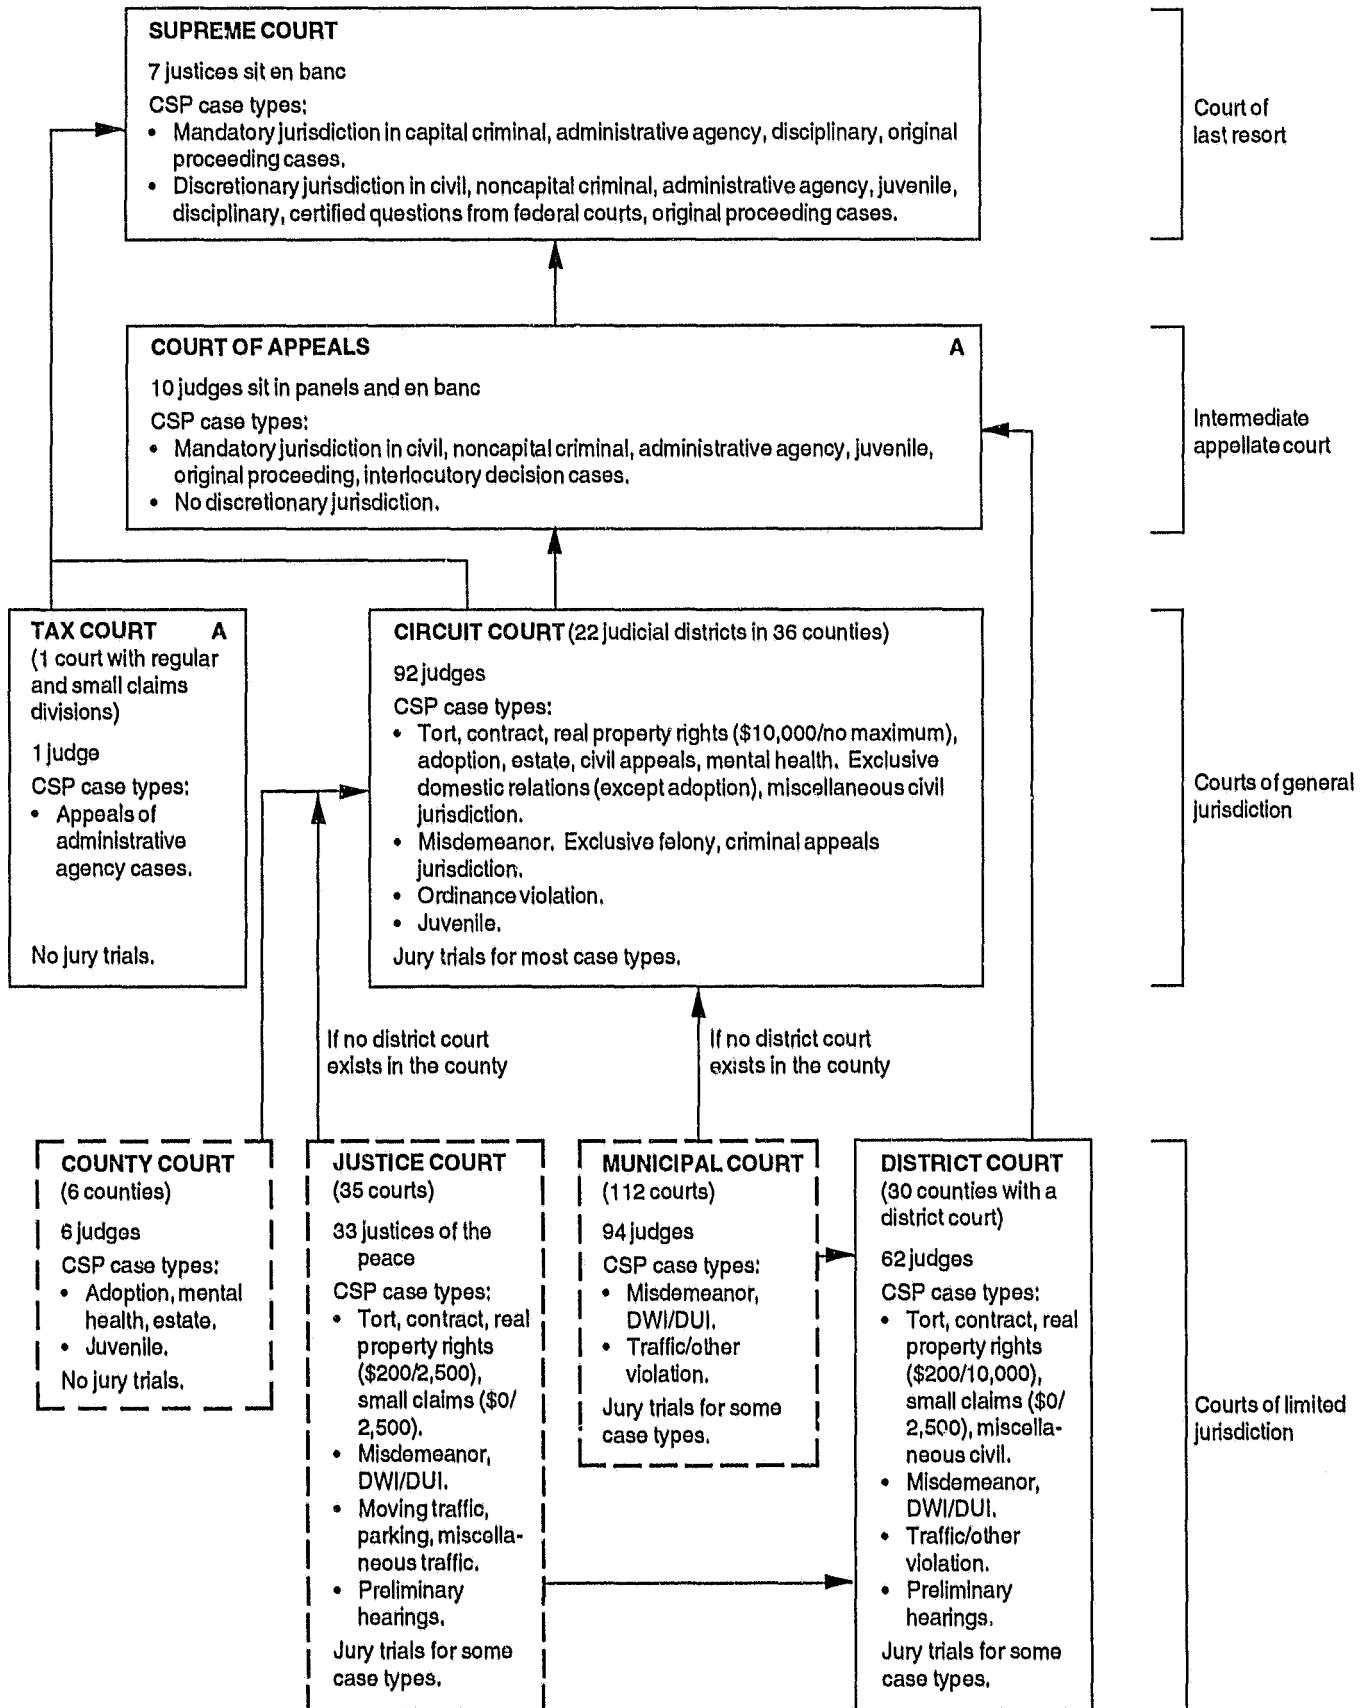 SUPREME COURT
7 justices sit en banc
CSP case types:
• Mandatory jurisdiction in capital criminal, administrative agency, disciplinary, original
proceeding cases.
• Discretionary jurisdiction in civil, noncapital criminal, administrative agency, juvenile,
disciplinary, certified questions from federal courts, original proceeding cases.
Court of
last resort
COURT OF APPEALS A
10 judges sit in panels and en banc
CSP case types:
• Mandatory jurisdiction in civil, noncapital criminal, administrative agency, juvenile,
original proceeding, interlocutory decision cases.
• No discretionary jurisdiction.
Intermediate
appellate court
TAX COURT A
(1 court with regular
and small claims
divisions)
1 judge
CSP case types:
• Appeals of
administrative
agency cases.
No jury trials.
CIRCUIT COURT (22 judicial districts in 36 counties)
92 judges
CSP case types:
• Tort, contract, real property rights ($10,000/no maximum),
adoption, estate, civil appeals, mental health. Exclusive
domestic relations (except adoption), miscellaneous civil
jurisdiction.
• Misdemeanor. Exclusive felony, criminal appeals
jurisdiction.
• Ordinance violation.
• Juvenile.
Jury trials for most case types.
Courts of general
jurisdiction
If no district court
exists in the county
If no district court
exists in the county
COUNTY COURT
(6 counties)
6 judges
CSP case types:
• Adoption, mental
health, estate.
• Juvenile.
No jury trials.
JUSTICE COURT
(35 courts)
33 justices of the
peace
CSP case types:
• Tort, contract, real
property rights
($200/2,500),
small claims ($0/
2,500).
• Misdemeanor,
DWI/DUI.
• Moving traffic,
parking, miscella-
neous traffic.
• Preliminary
hearings.
Jury trials for some
case types.
MUNICIPAL COURT
(112 courts)
94 judges
CSP case types:
• Misdemeanor,
DWI/DUI.
• Traffic/other
violation.
Jury trials for some
case types.
DISTRICT COURT
(30 counties with a
district court)
62 judges
CSP case types:
• Tort, contract, real
property rights
($200/10,000),
small claims ($0/
2,500), miscella-
neous civil.
• Misdemeanor,
DWI/DUI.
• Traffic/other
violation.
• Preliminary
hearings.
Jury trials for some
case types.
Courts of limited
jurisdiction